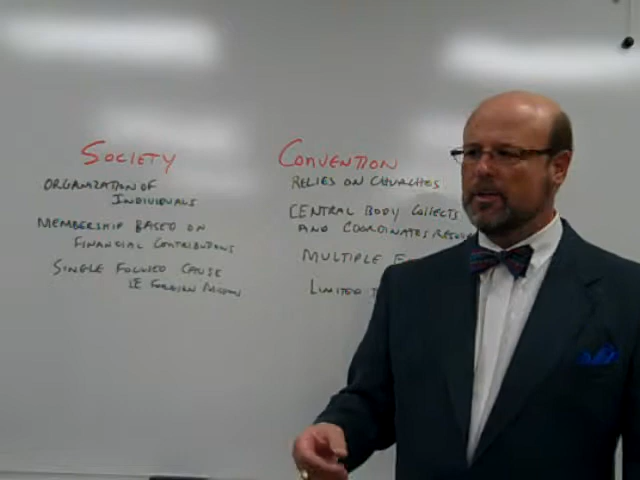 SOCIETY
ORGANIZATION OF
INDIVIDUALS
MEMBERSHIP BASED ON
FINANCIAL CONTRIBUTIONS
SINGLE FOCUSED CAUSE
IE FOREIGN MISSION
CONVENTION
RELIES ON CHURCHES
CENTRAL BODY COLLECTS
AND COORDINATES
MULTIPLE
LIMITED